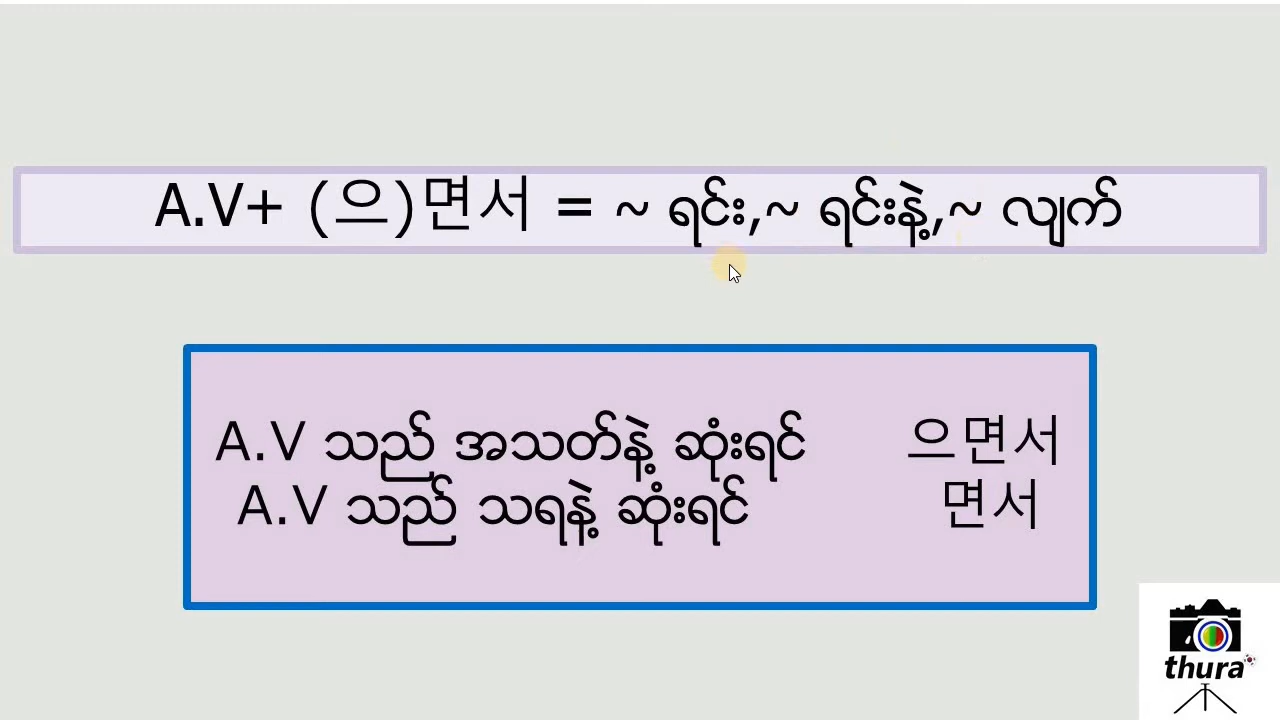 A.V+ (으)면서 = ~ ရင်း,~ ရင်းနဲ့,~ လျက်
A.V သည် အသတ်နဲ့ ဆုံးရင် 으면서
A.V သည် သရနဲ့ ဆုံးရင် 면서
thura